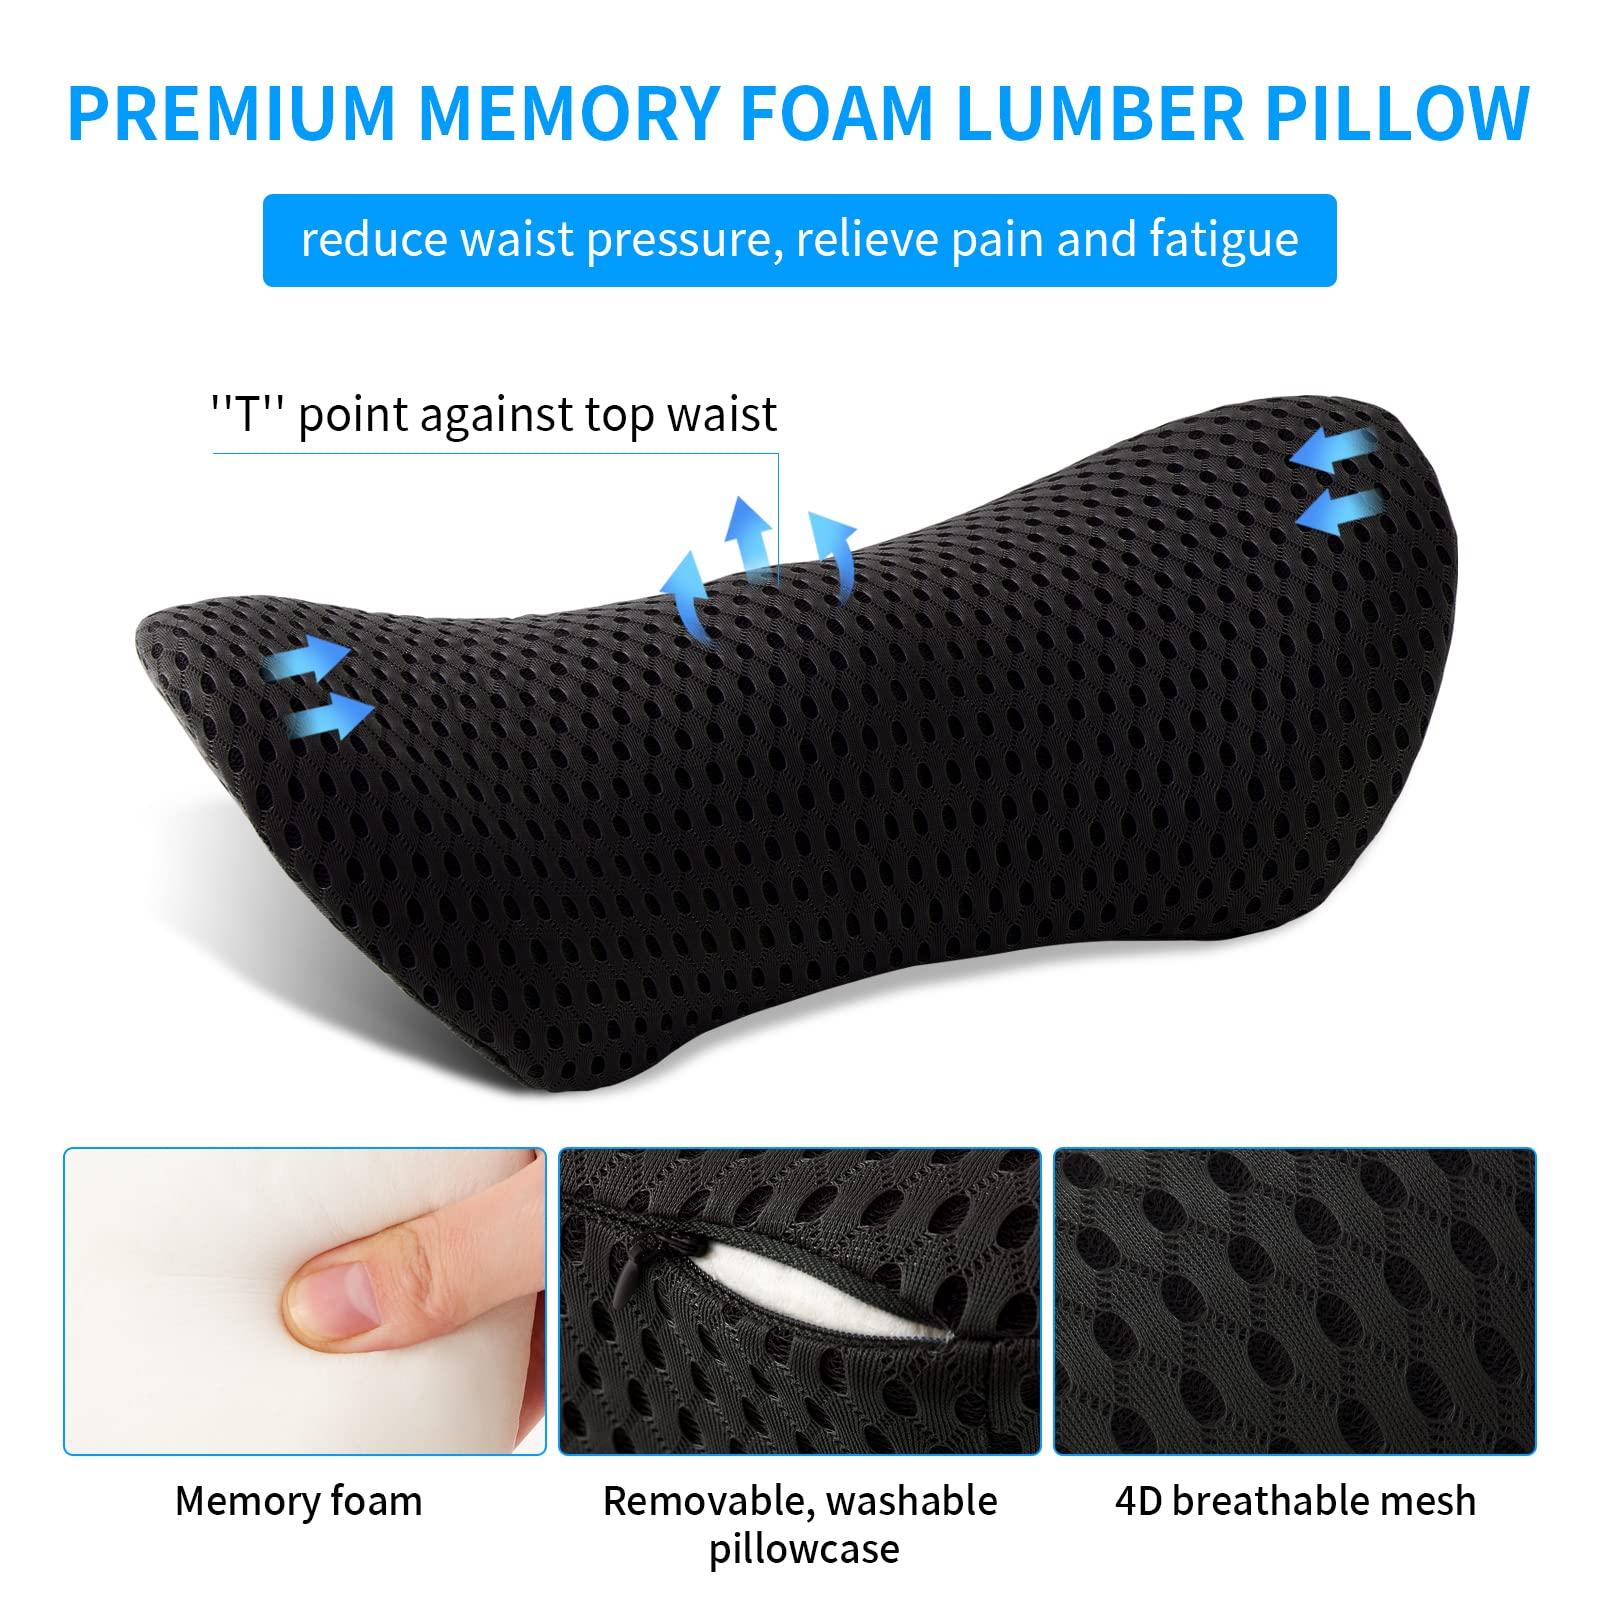 PREMIUM MEMORY FOAM LUMBER PILLOW
reduce waist pressure, relieve pain and fatigue
''T'' point against top waist
Memory foam
Removable, washable
pillowcase
4D breathable mesh